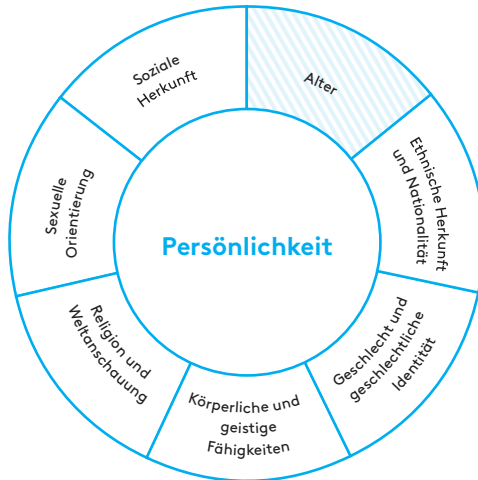 Soziale
Herkunft
Alter
Ethnische Herkunft
und Nationalität
Geschlecht und
geschlechtliche
Identität
Körperliche und
geistige
Fähigkeiten
Religion und
Weltanschauung
Sexuelle
Orientierung
Persönlichkeit